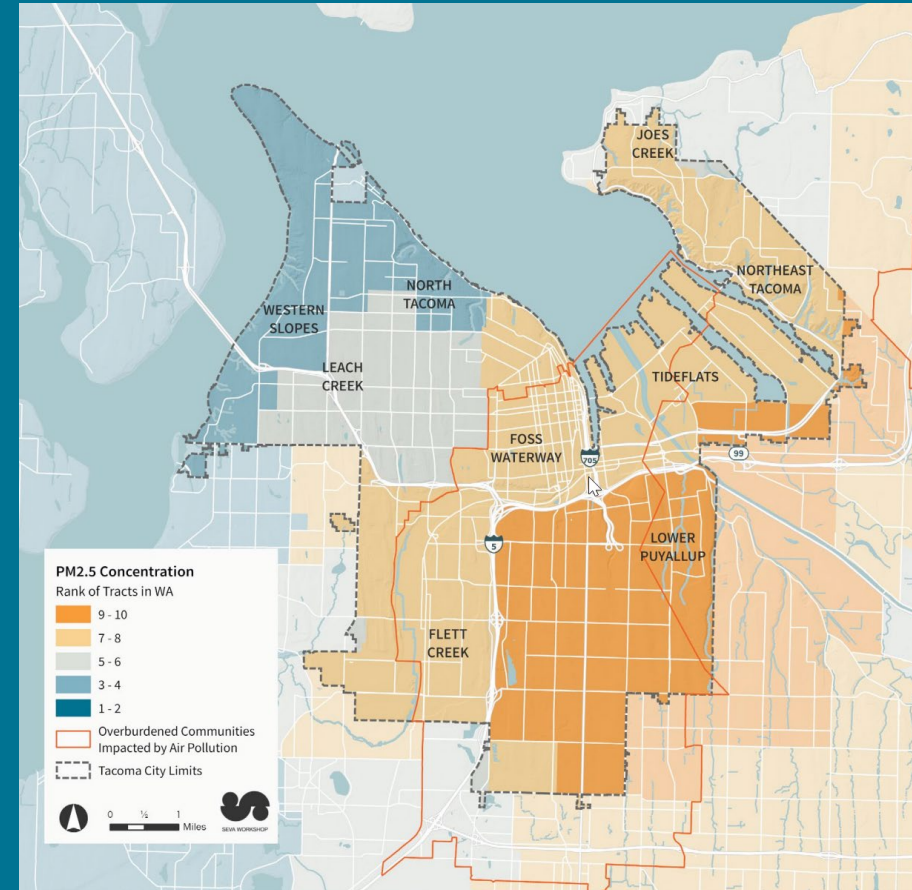 JOES
CREEK
NORTHEAST
TACOMA
NORTH
TACOMA
WESTERN
SLOPES
LEACH
CREEK
TIDEFLATS
FOSS
WATERWAY
705
99
LOWER
PUYALLUP
5
FLETT
CREEK
PM2.5 Concentration
Rank of Tracts in WA
9 - 10
7 - 8
5 - 6
3 - 4
1 - 2
Overburdened Communities
Impacted by Air Pollution
Tacoma City Limits
0 ½ 1
Miles
SEVA WORKSHOP